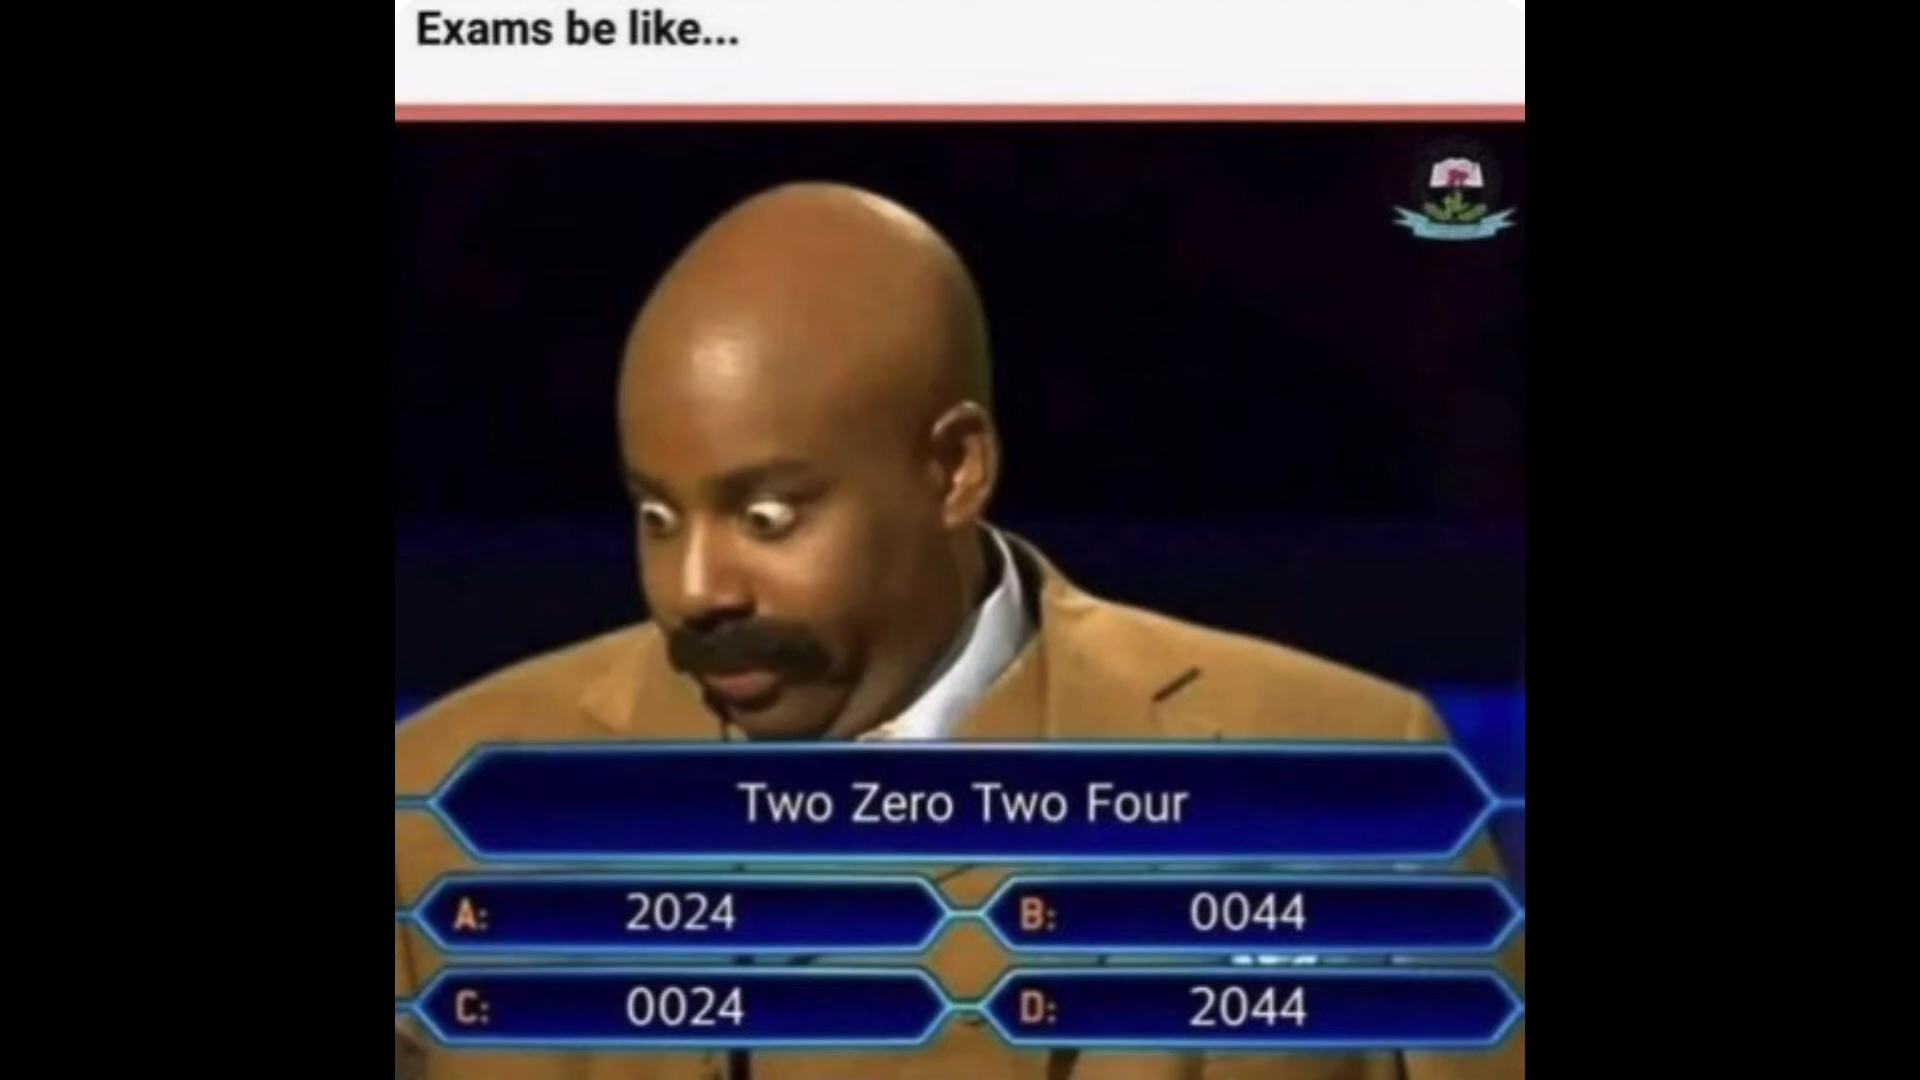 Exams be like...
Two Zero Two Four
A: 2024
B: 0044
C: 0024
D: 2044